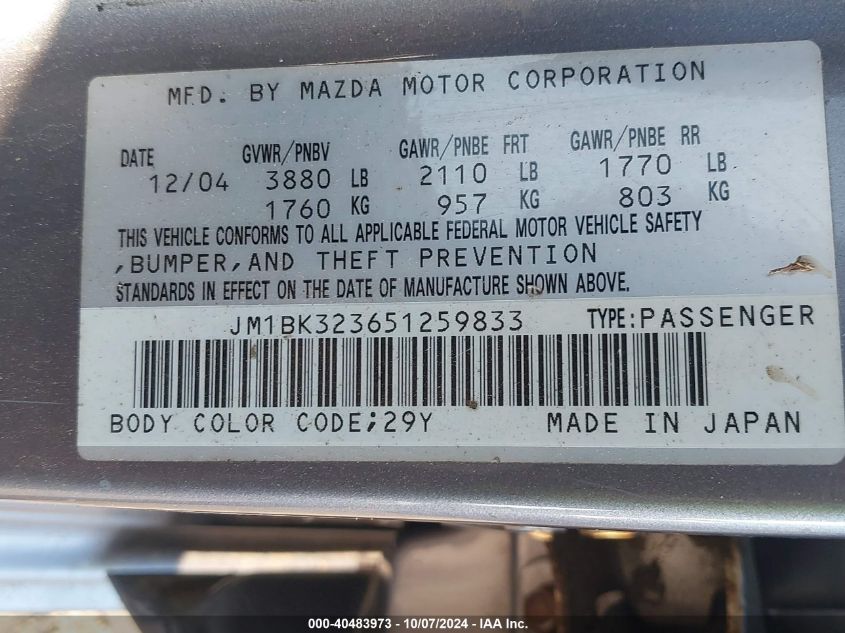 MFD. BY MAZDA MOTOR CORPORATION
DATE GVWR/PNBV GAWR/PNBE FRT GAWR/PNBE RR
12/04 3880 LB 2110 LB 1770 LB
1760 KG 957 KG 803 KG
THIS VEHICLE CONFORMS TO ALL APPLICABLE FEDERAL MOTOR VEHICLE SAFETY
,BUMPER,AND THEFT PREVENTION
STANDARDS IN EFFECT ON THE DATE OF MANUFACTURE SHOWN ABOVE.
JM1BK323651259833 TYPE:PASSENGER
BODY COLOR CODE;29Y MADE IN JAPAN
000-40483973 - 10/07/2024 - IAA Inc.